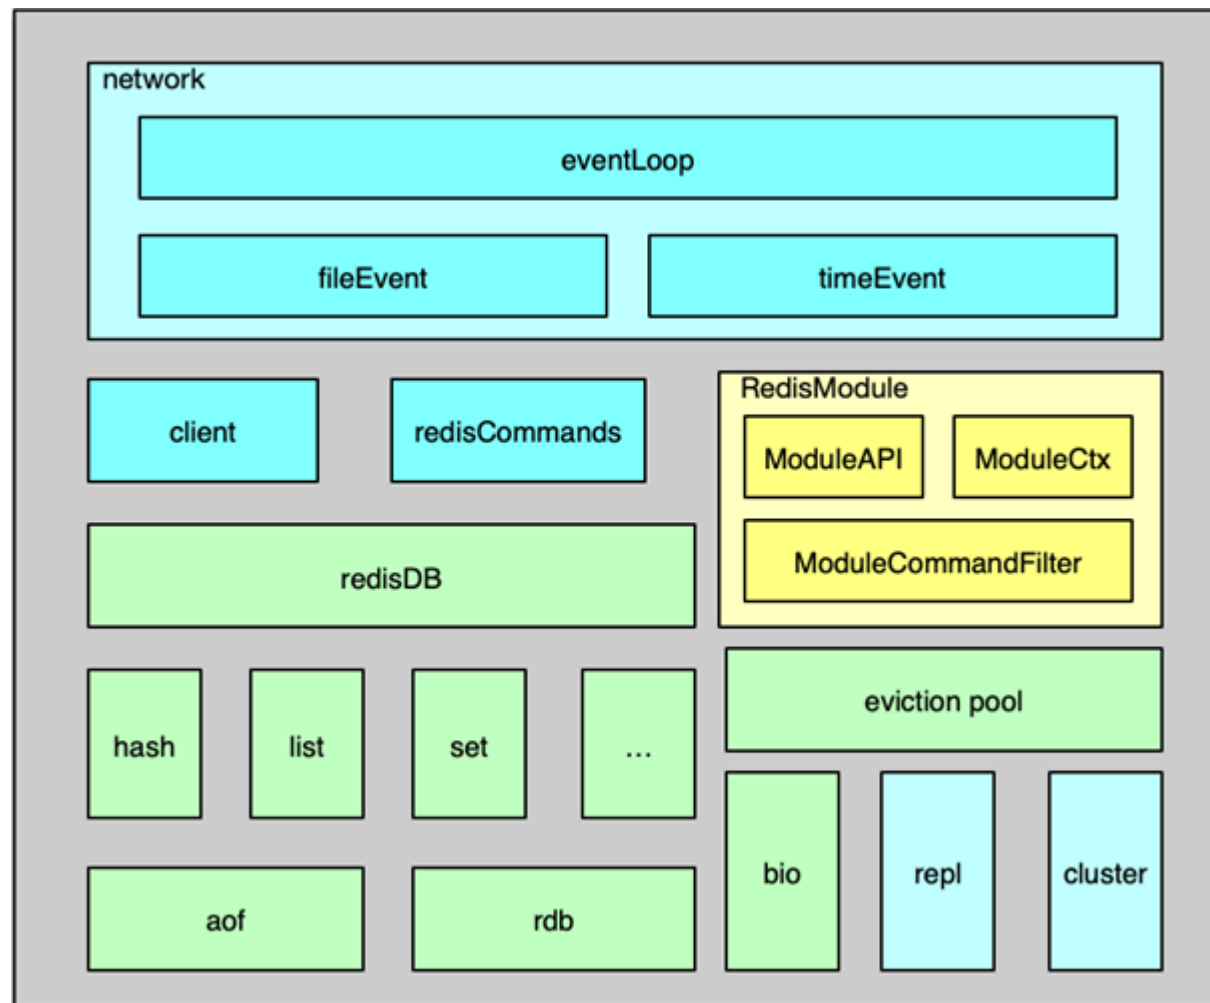 network
eventLoop
fileEvent
timeEvent
client
redisCommands
RedisModule
ModuleAPI
ModuleCtx
ModuleCommandFilter
redisDB
eviction pool
hash
list
set
...
bio
repl
cluster
aof
rdb